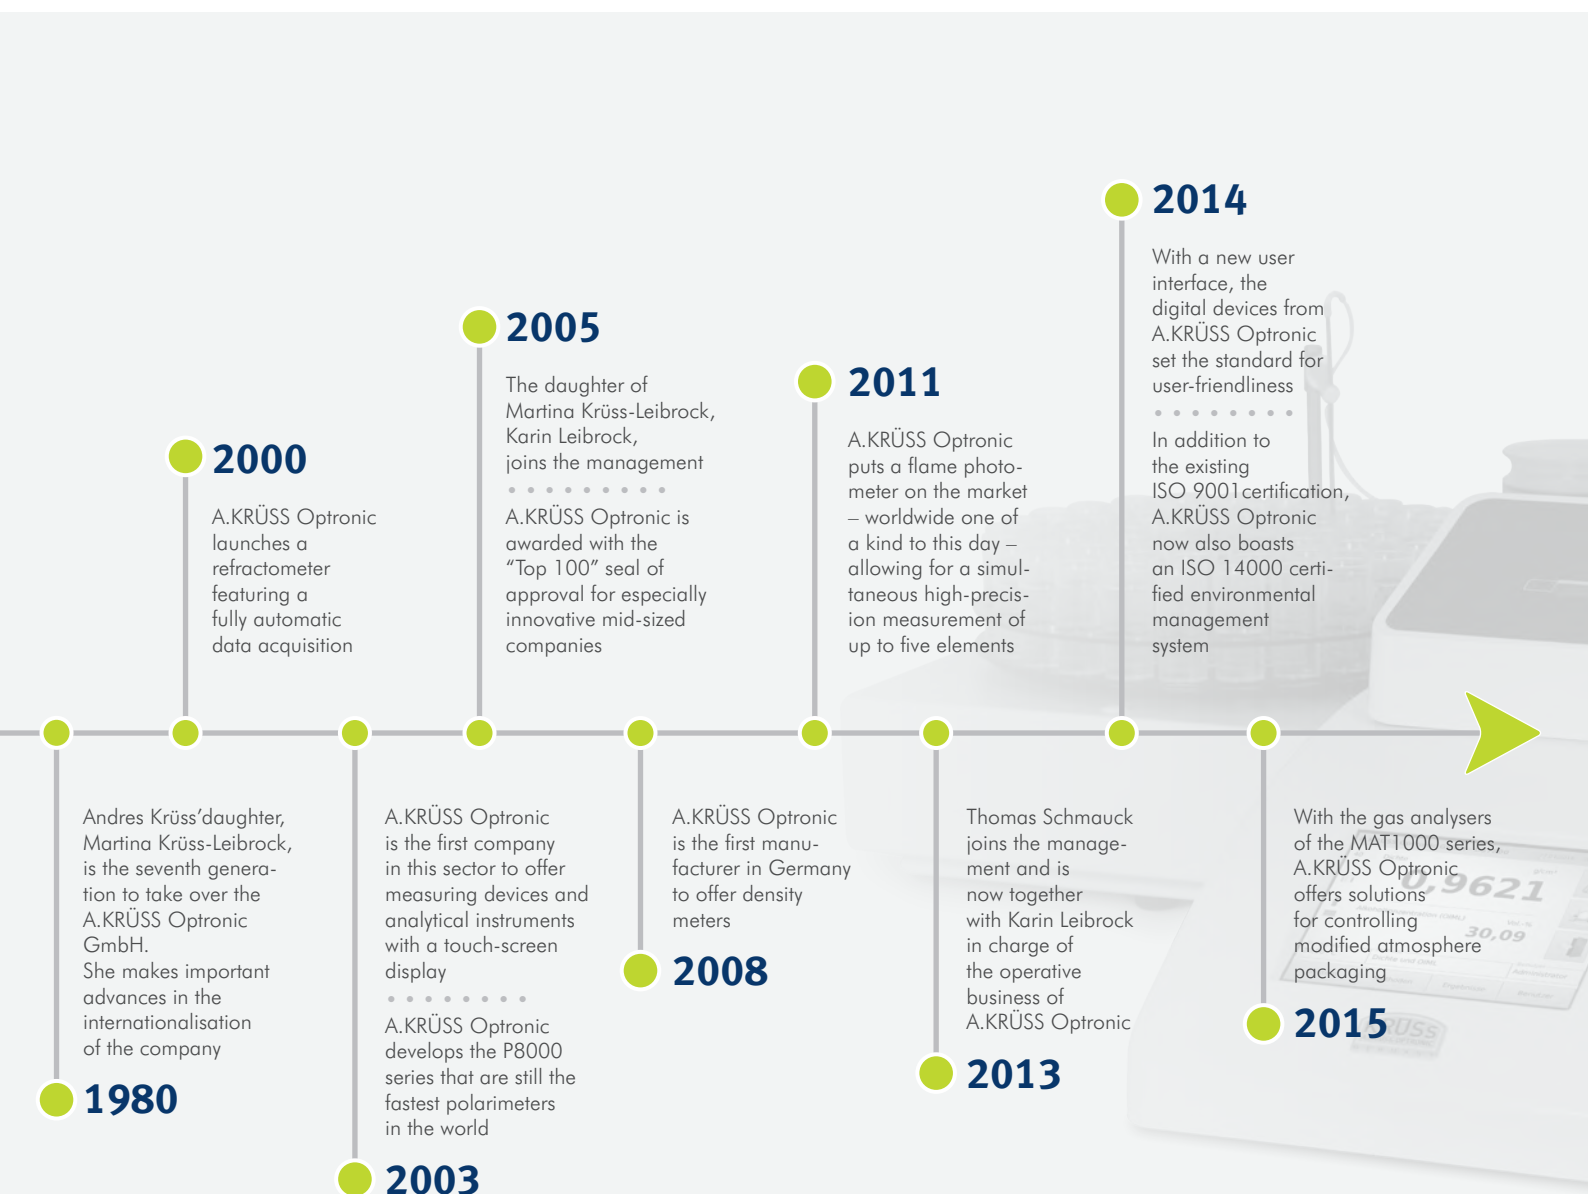 2014
With a new user
interface, the
digital devices from
A.KRÜSS Optronic
set the standard for
user-friendliness
In addition to
the existing
ISO 9001certification,
A.KRÜSS Optronic
now also boasts
an ISO 14000 certi-
fied environmental
management
system
2005
The daughter of
Martina Krüss-Leibrock,
Karin Leibrock,
joins the management
A.KRÜSS Optronic is
awarded with the
“Top 100” seal of
approval for especially
innovative mid-sized
companies
2011
A.KRÜSS Optronic
puts a flame photo-
meter on the market
– worldwide one of
a kind to this day –
allowing for a simul-
taneous high-precis-
ion measurement of
up to five elements
2000
A.KRÜSS Optronic
launches a
refractometer
featuring a
fully automatic
data acquisition
Andres Krüss’daughter,
Martina Krüss-Leibrock,
is the seventh genera-
tion to take over the
A.KRÜSS Optronic
GmbH.
She makes important
advances in the
internationalisation
of the company
1980
A.KRÜSS Optronic
is the first company
in this sector to offer
measuring devices and
analytical instruments
with a touch-screen
display
A.KRÜSS Optronic
develops the P8000
series that are still the
fastest polarimeters
in the world
2003
A.KRÜSS Optronic
is the first manu-
facturer in Germany
to offer density
meters
2008
Thomas Schmauck
joins the manage-
ment and is
now together
with Karin Leibrock
in charge of
the operative
business of
A.KRÜSS Optronic
2013
With the gas analysers
of the MAT1000 series,
A.KRÜSS Optronic
offers solutions
for controlling
modified atmosphere
packaging
2015
0,9621
30,09
KRÜSS